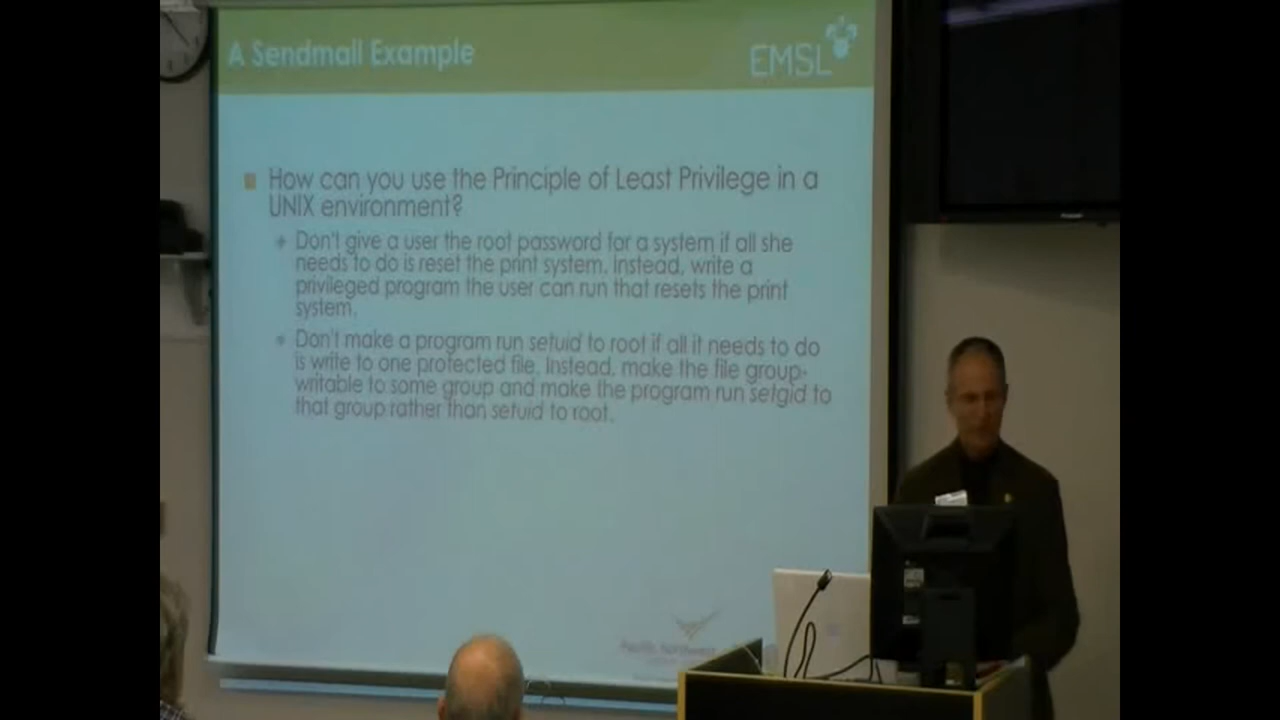 A Sendmail Example
EMSL
How can you use the Principle of Least Privilege in a
UNIX environment?
Don't give a user the root password for a system if all she
needs to do is reset the print system. Instead, write a
privileged program the user can run that resets the print
system.
Don't make a program run setuid to root if all it needs to do
is write to one protected file. Instead, make the file group-
writable to some group and make the program run setgid to
that group rather than setuid to root.
Pacific Northwest